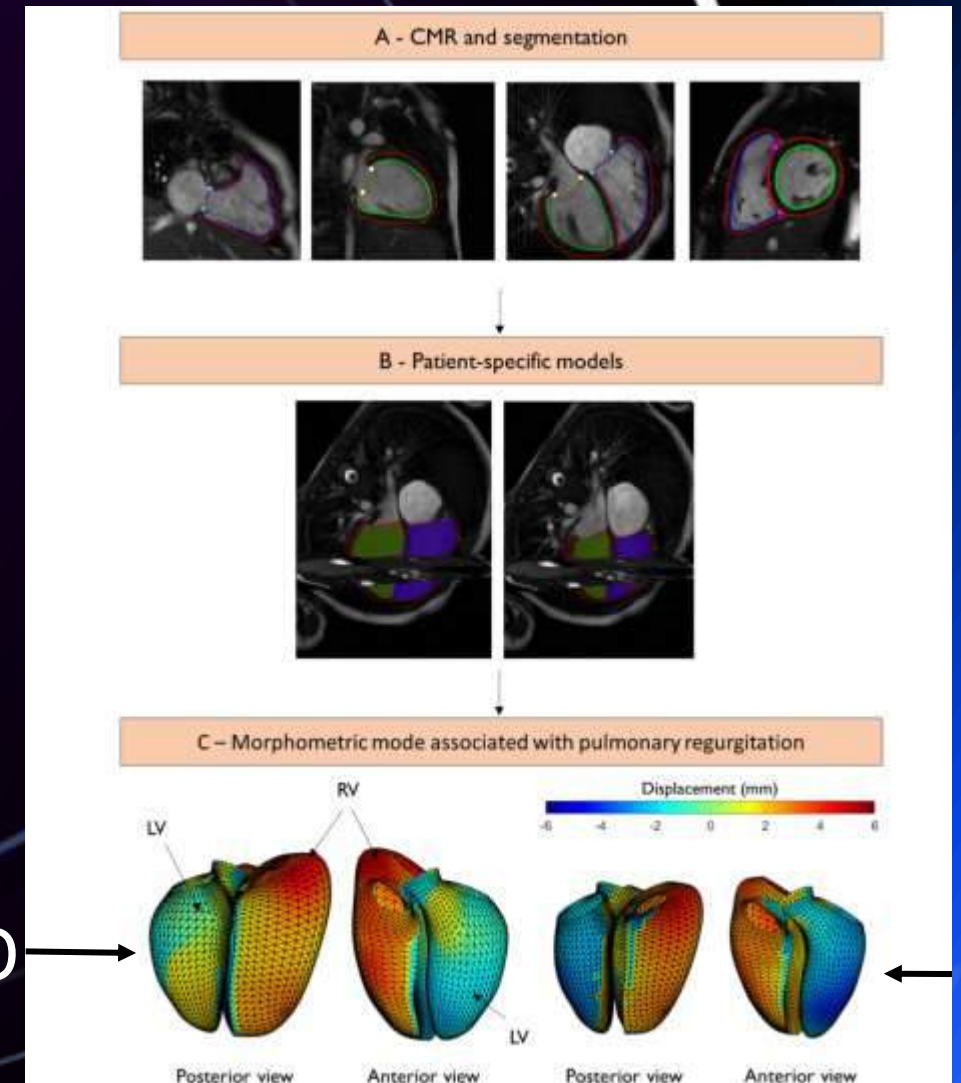 A - CMR and segmentation
B - Patient-specific models
C – Morphometric mode associated with pulmonary regurgitation
RV
LV
Displacement (mm)
-6 -4 -2 0 2 4 6
LV
Posterior view Anterior view Posterior view Anterior view